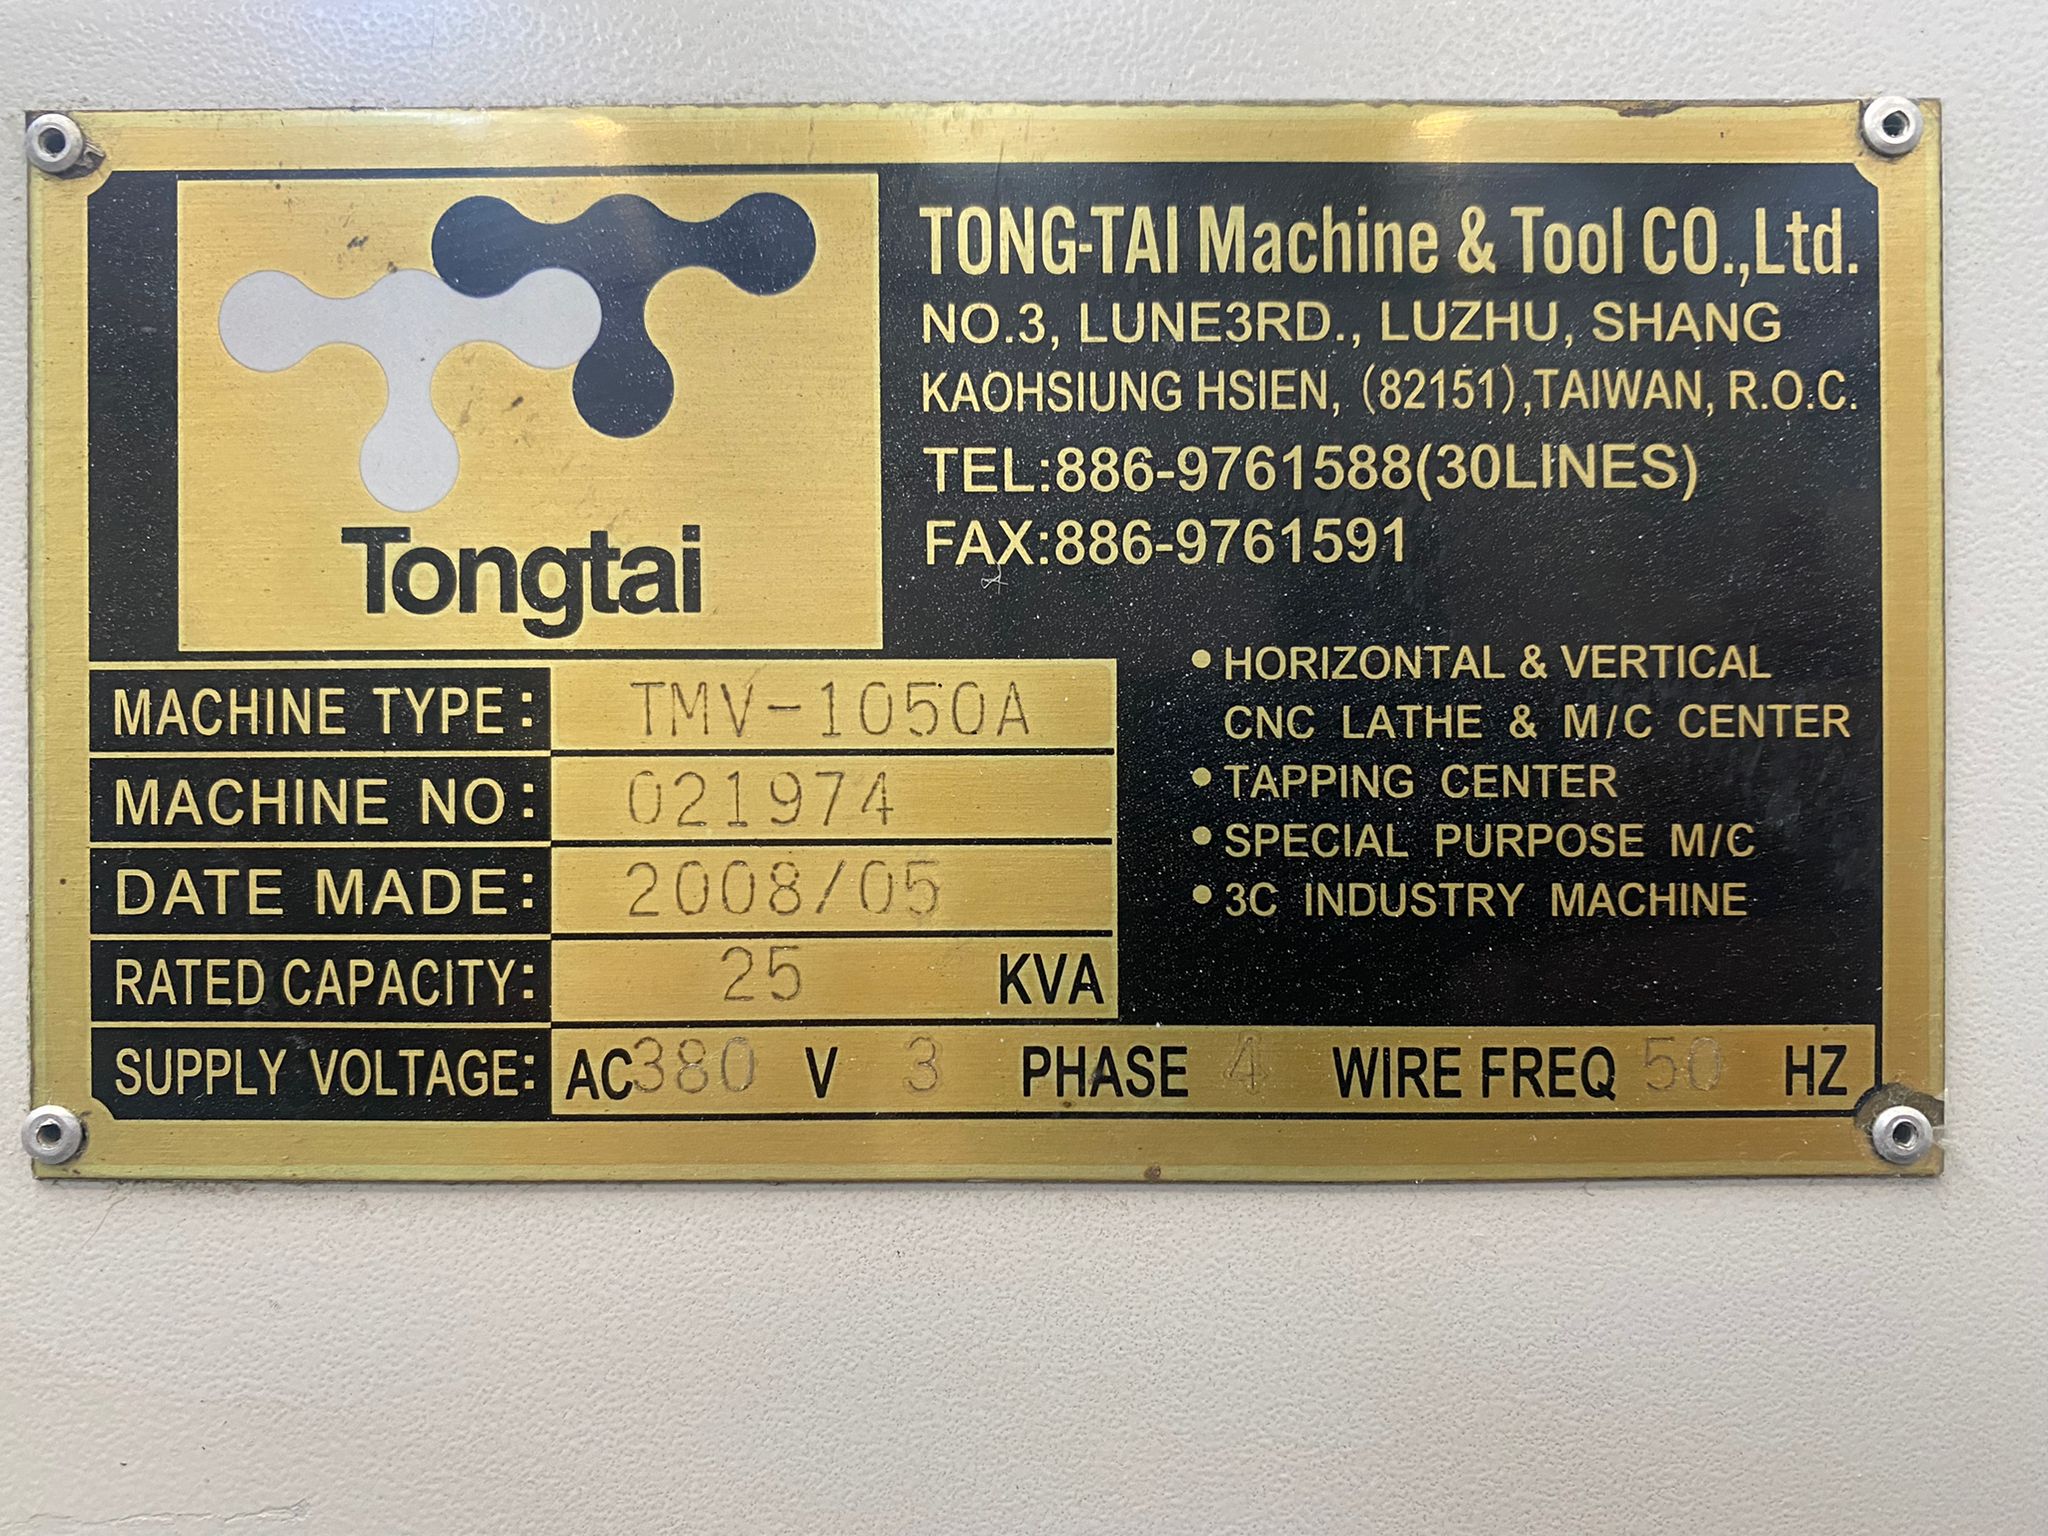 Tongtai
TONG-TAI Machine & Tool CO.,Ltd.
NO.3, LUNE3RD., LUZHU, SHANG
KAOHSIUNG HSIEN, (82151),TAIWAN, R.O.C.
TEL:886-9761588(30LINES)
FAX:886-9761591
• HORIZONTAL & VERTICAL
CNC LATHE & M/C CENTER
• TAPPING CENTER
• SPECIAL PURPOSE M/C
• 3C INDUSTRY MACHINE
MACHINE TYPE: TMV-1050A
MACHINE NO: 021974
DATE MADE: 2008/05
RATED CAPACITY: 25 KVA
SUPPLY VOLTAGE: AC380 V 3 PHASE 4 WIRE FREQ 50 HZ